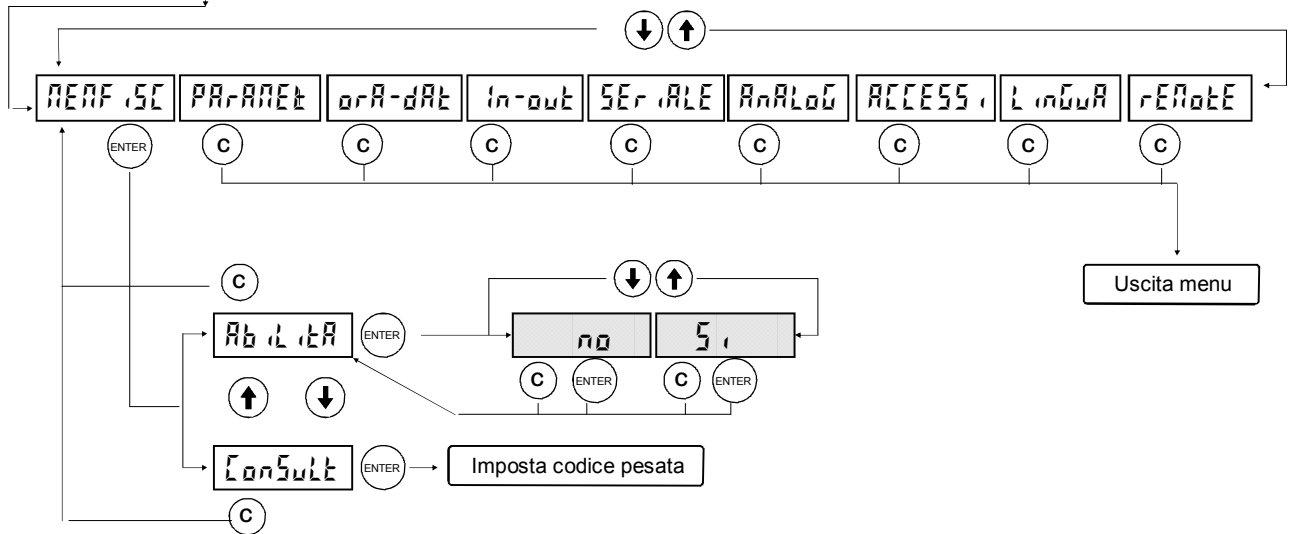 MEMFiSC PArAMEt orA-dAt In-out SEriALE AnALoG ACCESSi LinGuA rEMotE
ENTER C C C C C C C C
C
Uscita menu
AbiLitA ENTER no Si
C ENTER C ENTER
ConSuLt ENTER Imposta codice pesata
C